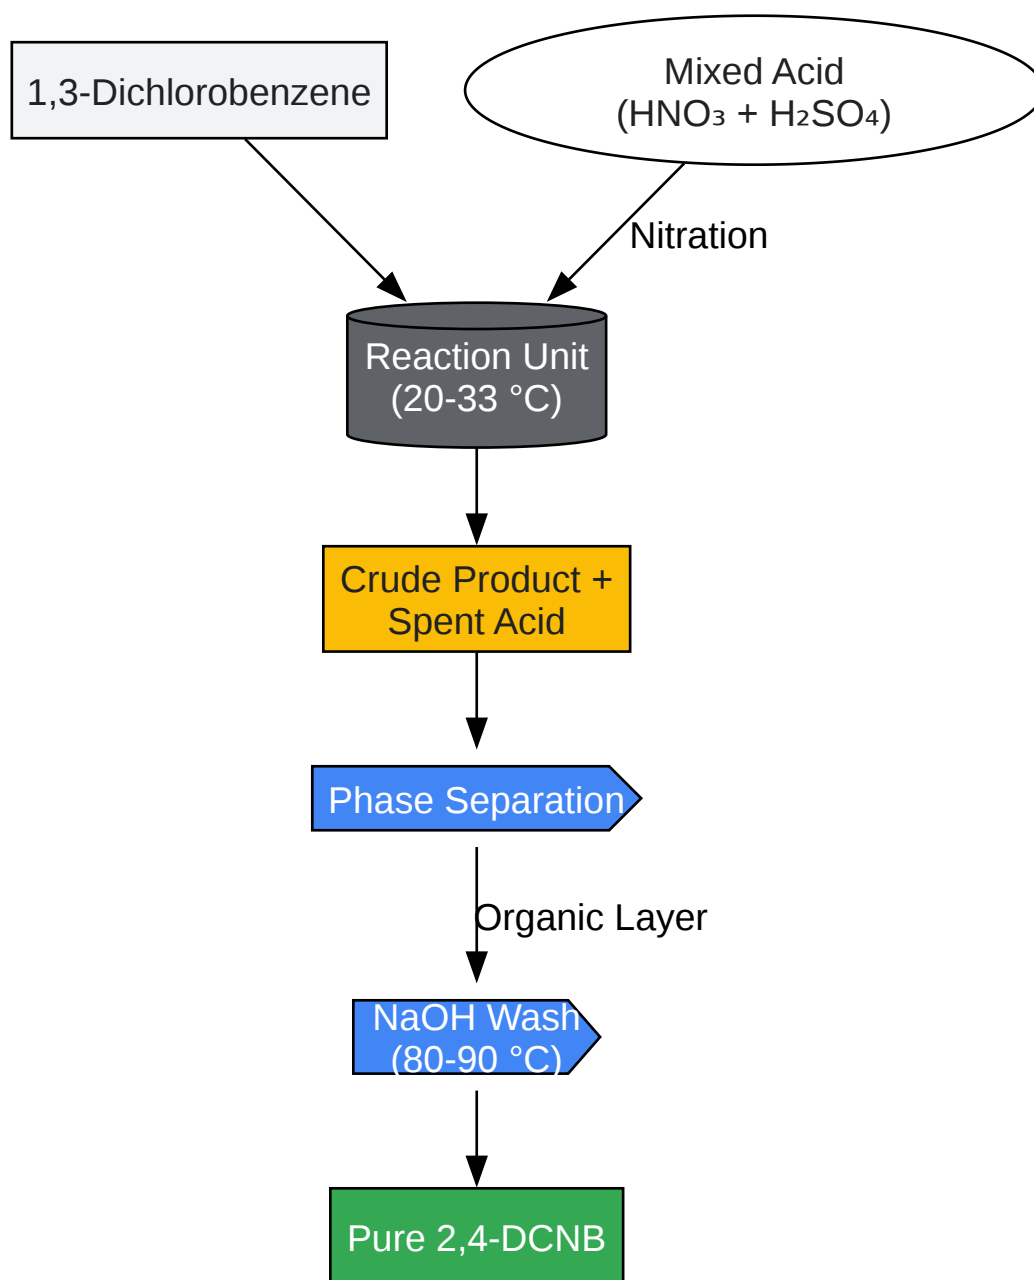 1,3-Dichlorobenzene
Mixed Acid
(HNO₃ + H₂SO₄)
Nitration
Reaction Unit
(20-33 °C)
Crude Product +
Spent Acid
Phase Separation
Organic Layer
NaOH Wash
(80-90 °C)
Pure 2,4-DCNB